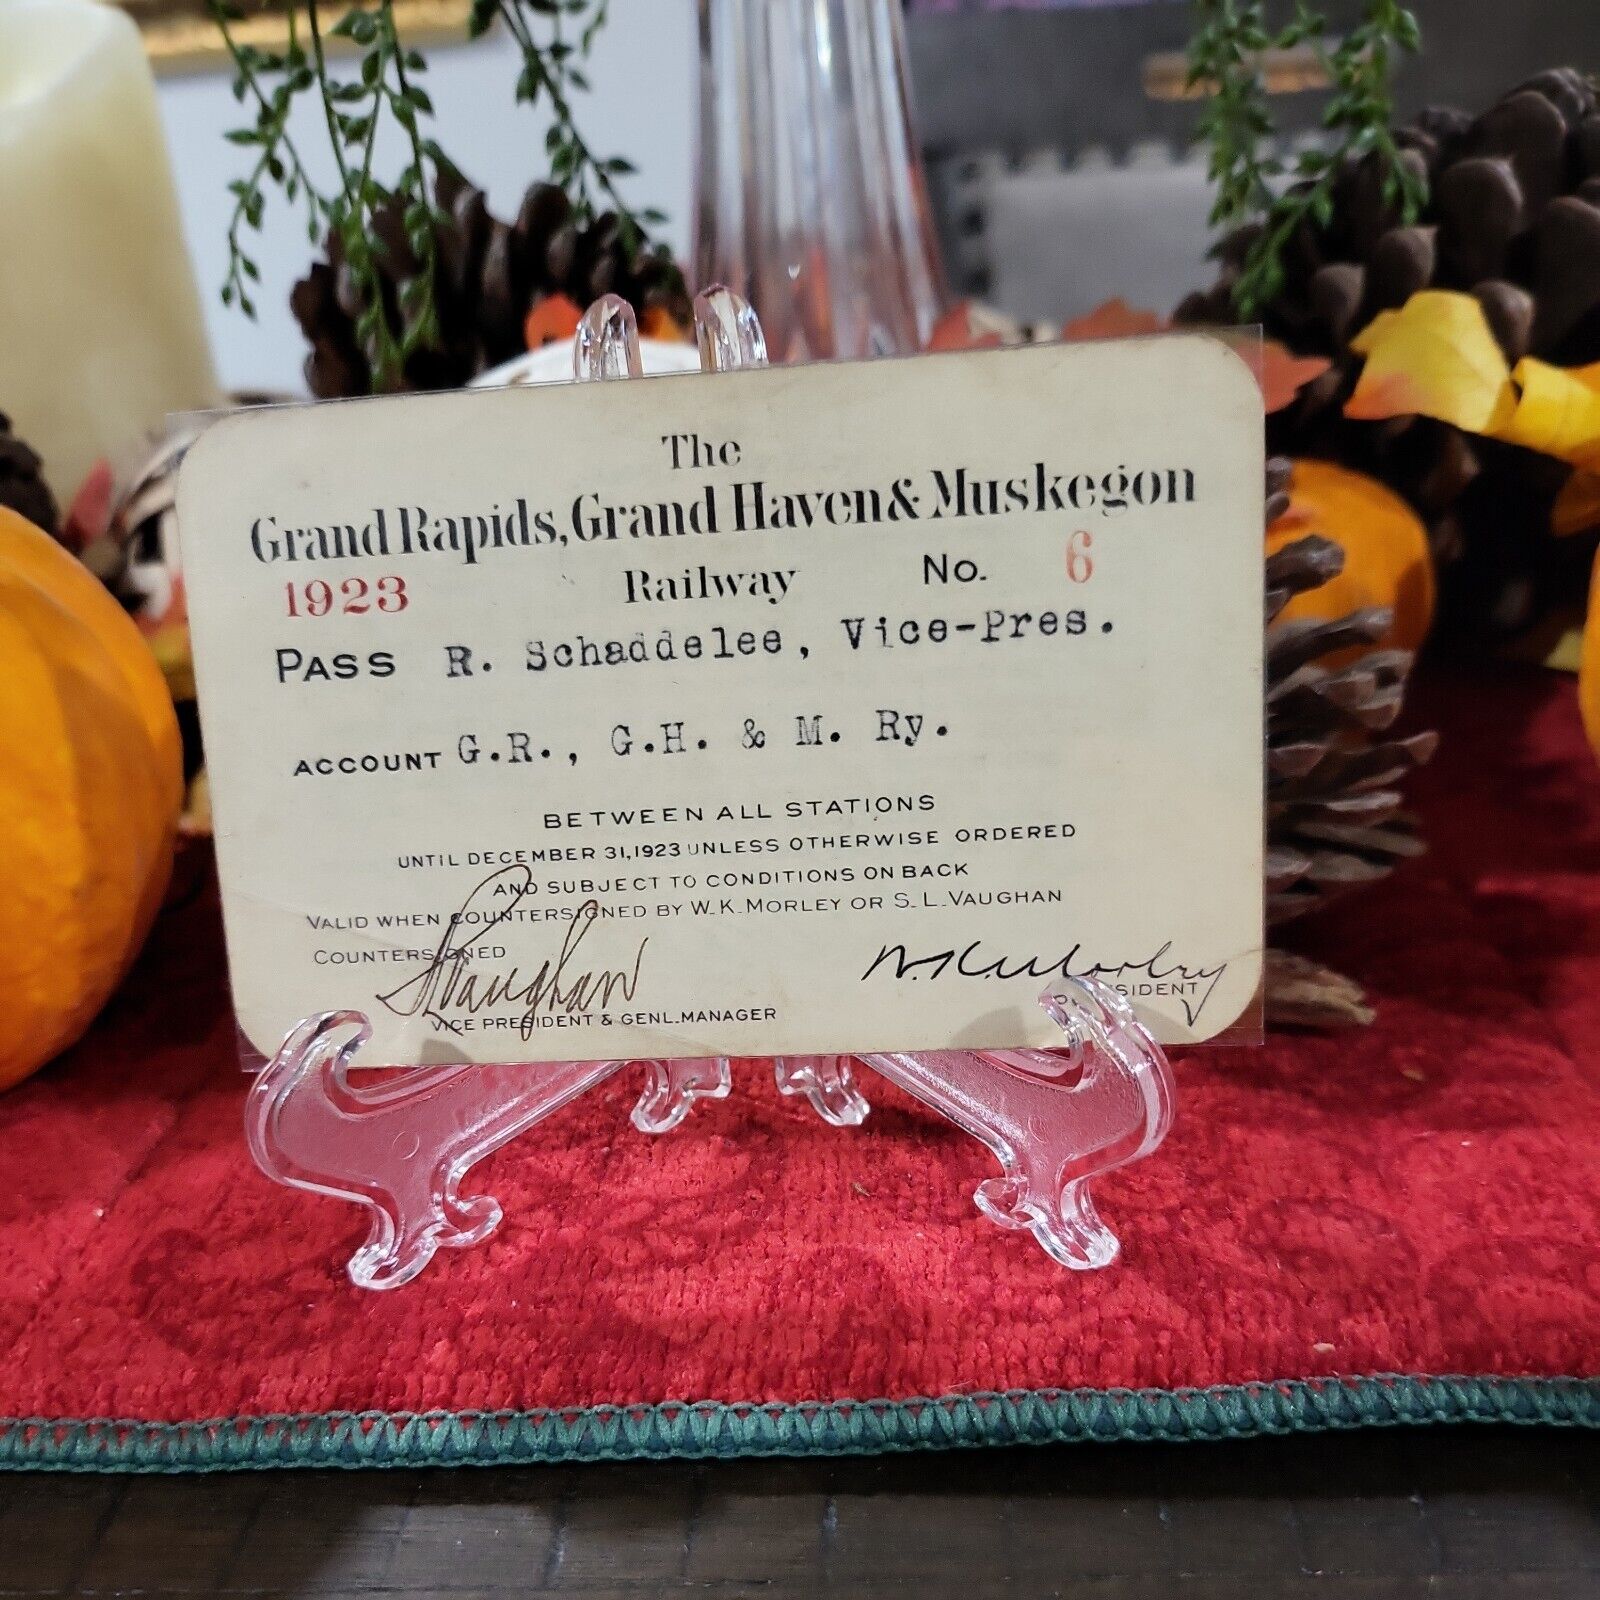 The
Grand Rapids, Grand Haven & Muskegon
1923 Railway No. 6
PASS R. Schaddelee, Vice-Pres.
ACCOUNT G.R., G.H. & M. Ry.
BETWEEN ALL STATIONS
UNTIL DECEMBER 31, 1923 UNLESS OTHERWISE ORDERED
AND SUBJECT TO CONDITIONS ON BACK
VALID WHEN COUNTERSIGNED BY W. K. MORLEY OR S. L. VAUGHAN
COUNTERSIGNED
S L Vaughan W. K. Morley
PRESIDENT
VICE PRESIDENT & GENL. MANAGER